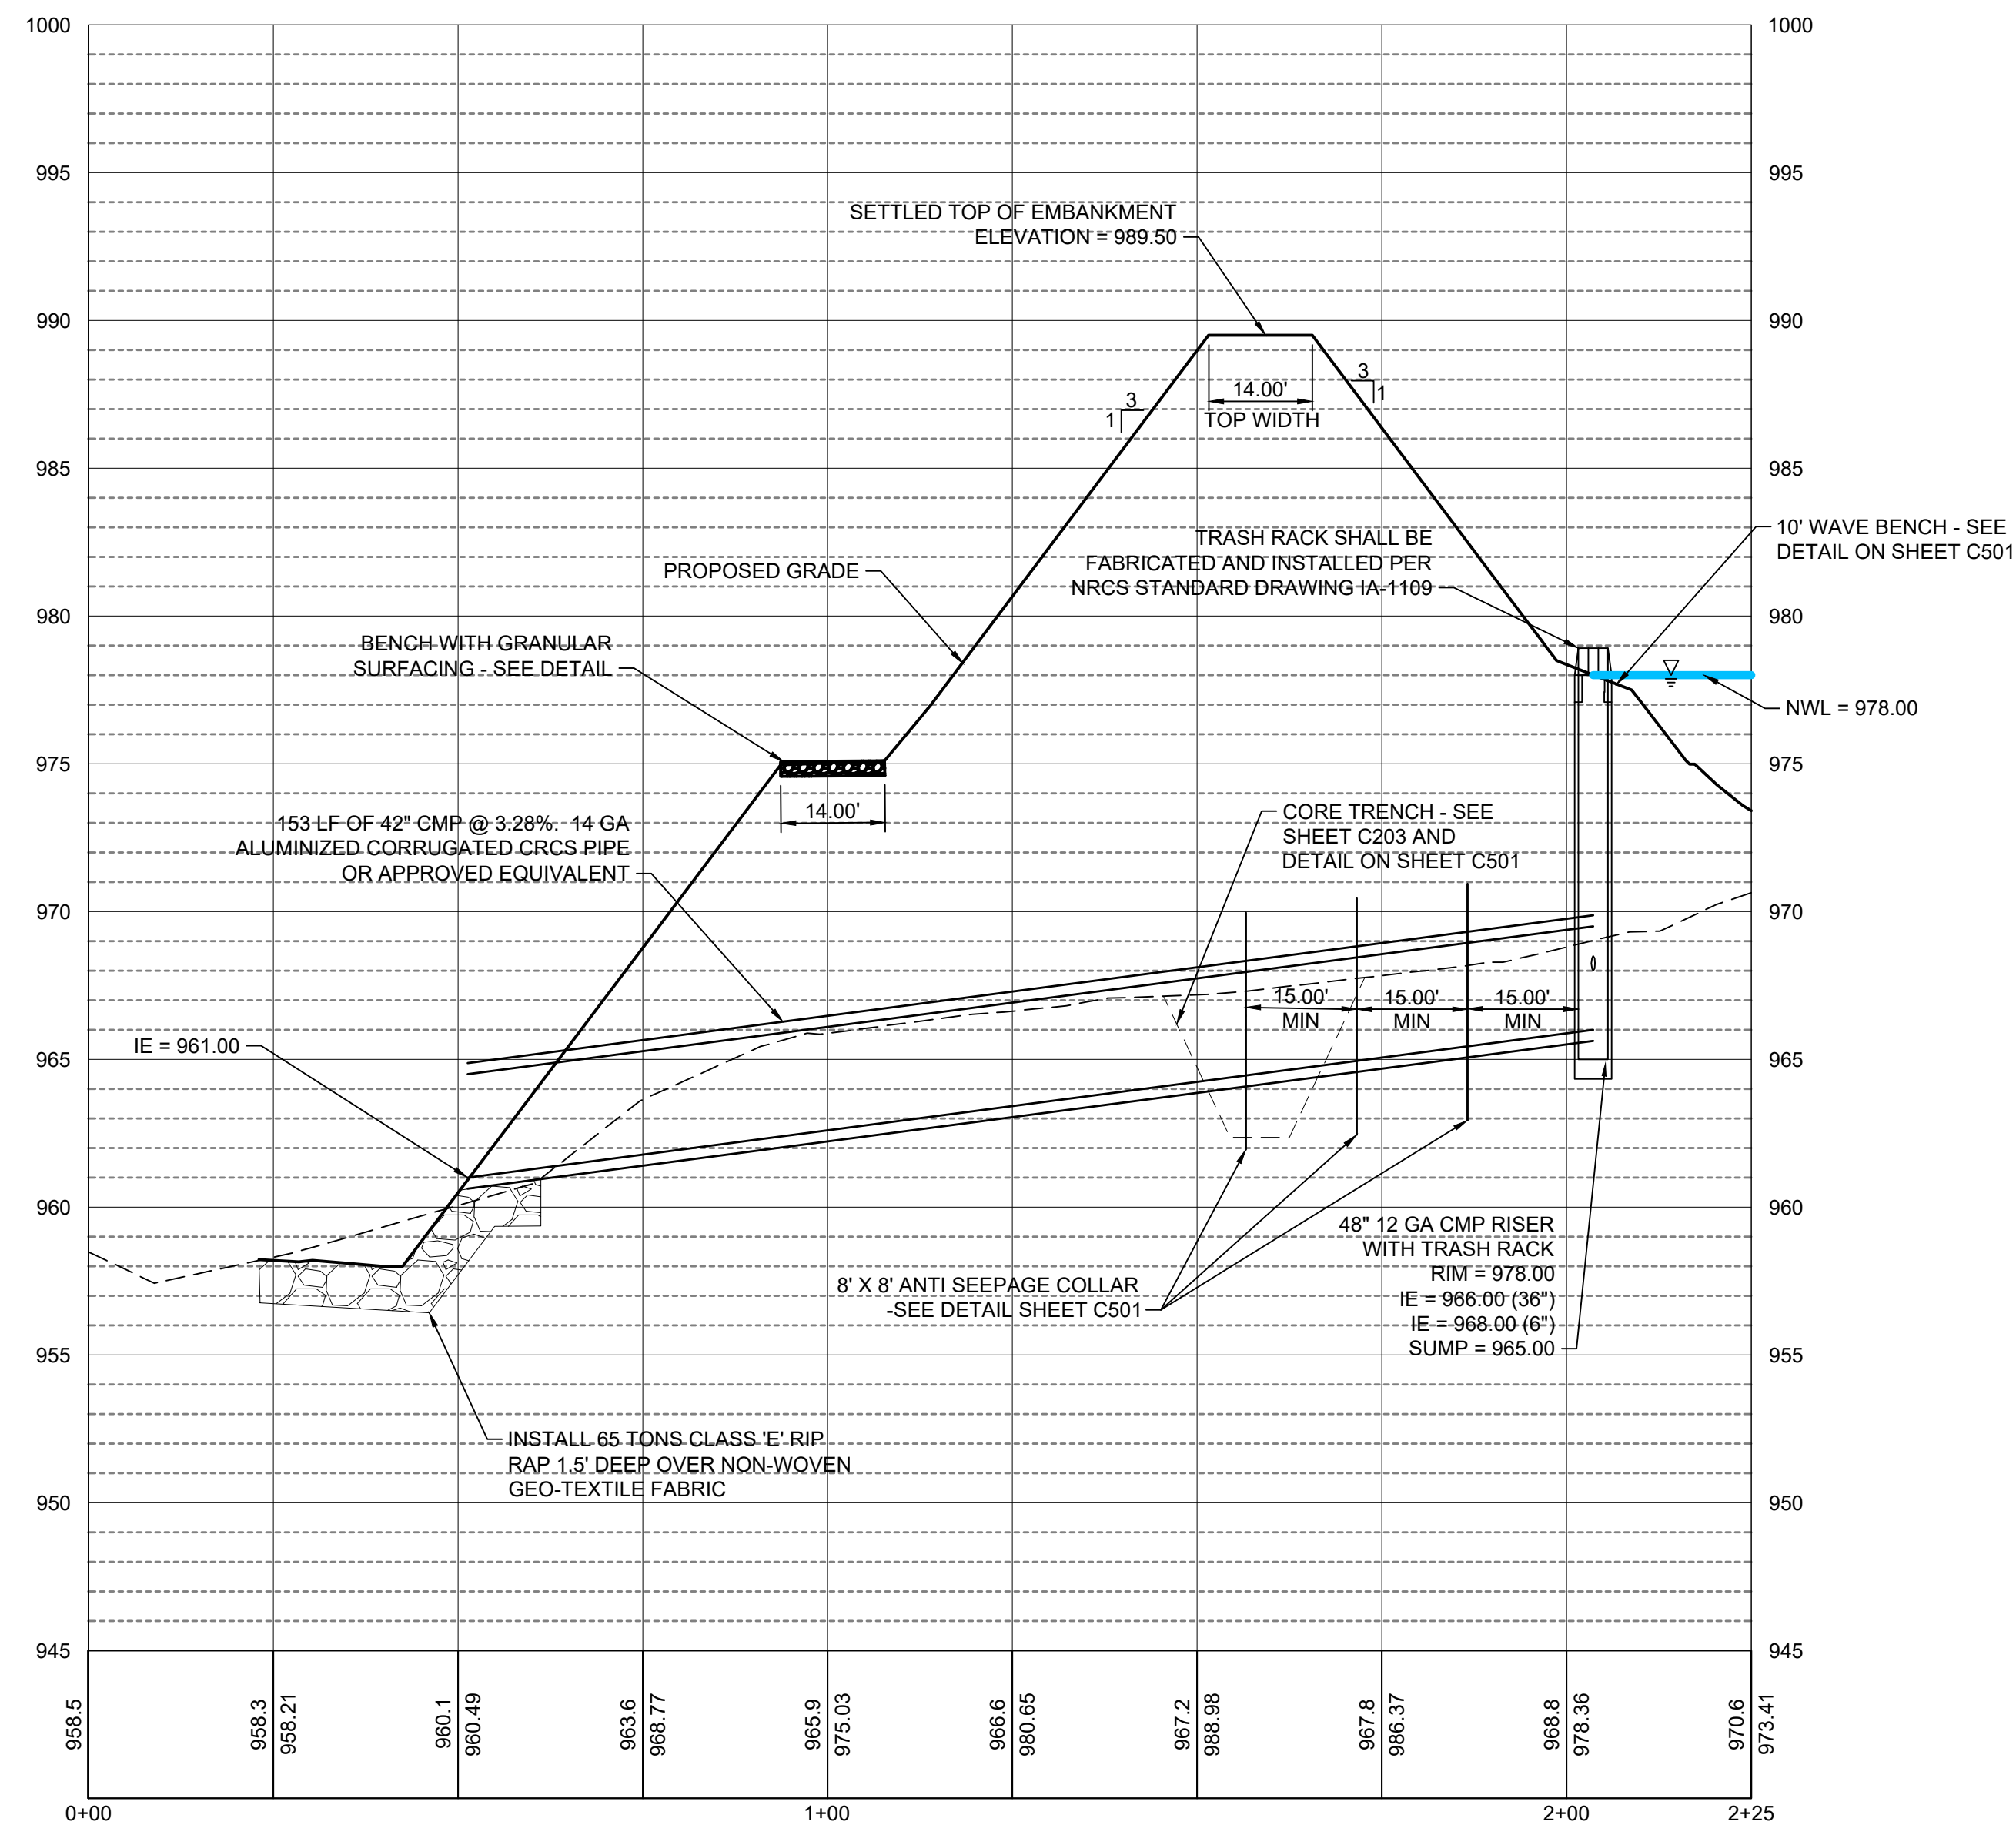 1000
1000
995
995
SETTLED TOP OF EMBANKMENT
ELEVATION = 989.50
990
990
3
1
14.00'
TOP WIDTH
3
1
985
985
10' WAVE BENCH - SEE
DETAIL ON SHEET C501
TRASH RACK SHALL BE
FABRICATED AND INSTALLED PER
NRCS STANDARD DRAWING IA-1109
PROPOSED GRADE
980
980
BENCH WITH GRANULAR
SURFACING - SEE DETAIL
NWL = 978.00
975
975
14.00'
153 LF OF 42" CMP @ 3.28%. 14 GA
ALUMINIZED CORRUGATED CRCS PIPE
OR APPROVED EQUIVALENT
CORE TRENCH - SEE
SHEET C203 AND
DETAIL ON SHEET C501
970
970
15.00'
MIN
15.00'
MIN
15.00'
MIN
IE = 961.00
965
965
960
960
48" 12 GA CMP RISER
WITH TRASH RACK
RIM = 978.00
IE = 966.00 (36")
IE = 968.00 (6")
SUMP = 965.00
8' X 8' ANTI SEEPAGE COLLAR
-SEE DETAIL SHEET C501
955
955
INSTALL 65 TONS CLASS 'E' RIP
RAP 1.5' DEEP OVER NON-WOVEN
GEO-TEXTILE FABRIC
950
950
945
945
958.5
958.3
958.21
960.1
960.49
963.6
968.77
965.9
975.03
966.6
980.65
967.2
988.98
967.8
986.37
968.8
978.36
970.6
973.41
0+00
1+00
2+00
2+25